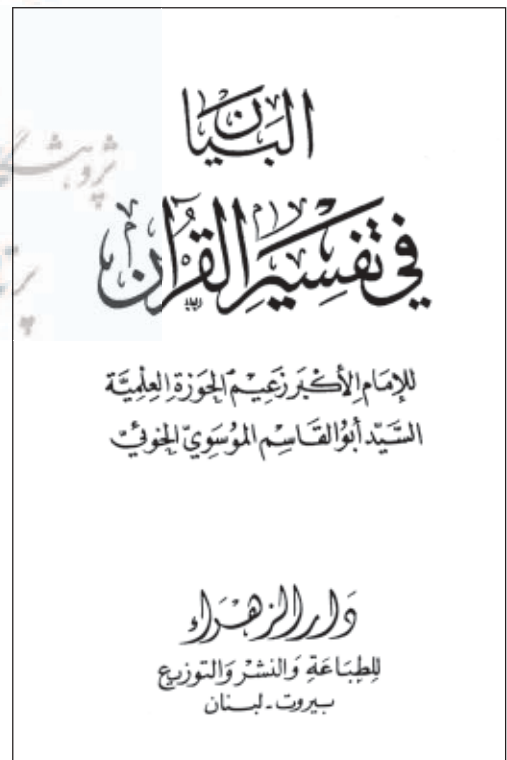 البيان
في تفسير القرآن
للإمام الأكبر زعيم الحوزة العلمية
السيد أبو القاسم الموسوي الخوئي
دار الزهراء
للطباعة والنشر والتوزيع
بيروت - لبنان